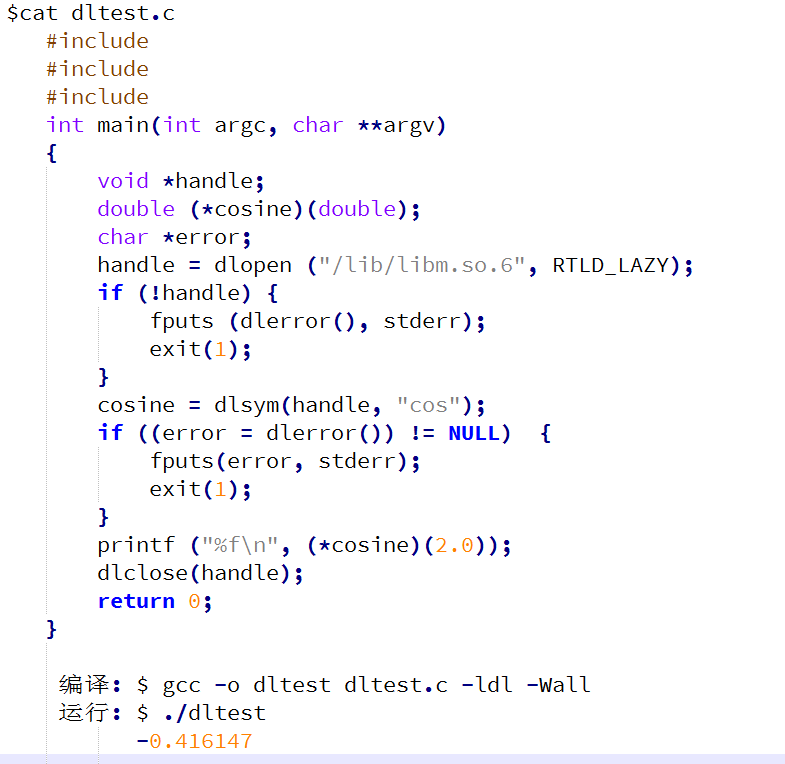 $cat dltest.c
#include
#include
#include
int main(int argc, char **argv)
{
void *handle;
double (*cosine)(double);
char *error;
handle = dlopen ("/lib/libm.so.6", RTLD_LAZY);
if (!handle) {
fputs (dlerror(), stderr);
exit(1);
}
cosine = dlsym(handle, "cos");
if ((error = dlerror()) != NULL)  {
fputs(error, stderr);
exit(1);
}
printf ("%f\n", (*cosine)(2.0));
dlclose(handle);
return 0;
}
编译: $ gcc -o dltest dltest.c -ldl -Wall
运行: $ ./dltest
-0.416147